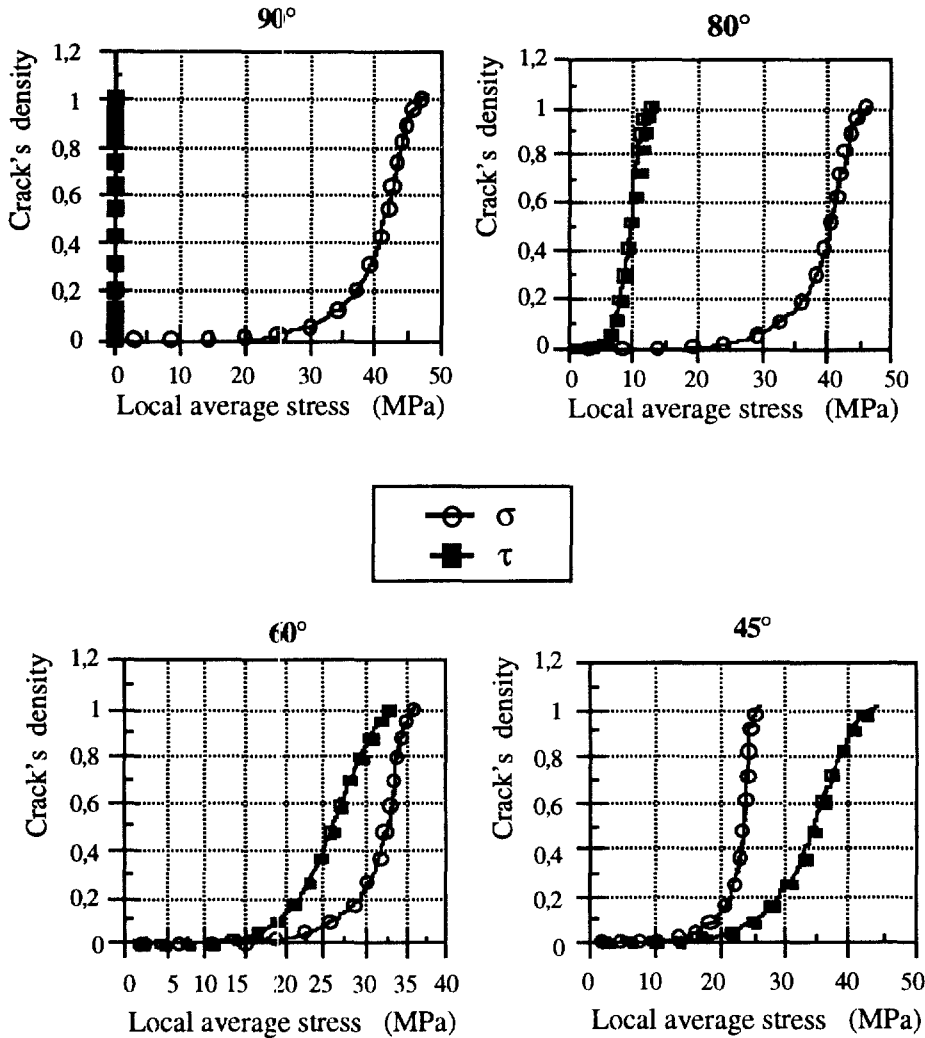 90°
80°
1,2
1
0,8
0,6
0,4
0,2
0
Crack's density
0 10 20 30 40 50
Local average stress (MPa)
1,2
1
0,8
0,6
0,4
0,2
0
Crack's density
0 10 20 30 40 50
Local average stress (MPa)
σ
τ
60°
45°
1,2
1
0,8
0,6
0,4
0,2
0
Crack's density
0 5 10 15 20 25 30 35 40
Local average stress (MPa)
1,2
1
0,8
0,6
0,4
0,2
0
Crack's density
0 10 20 30 40 50
Local average stress (MPa)